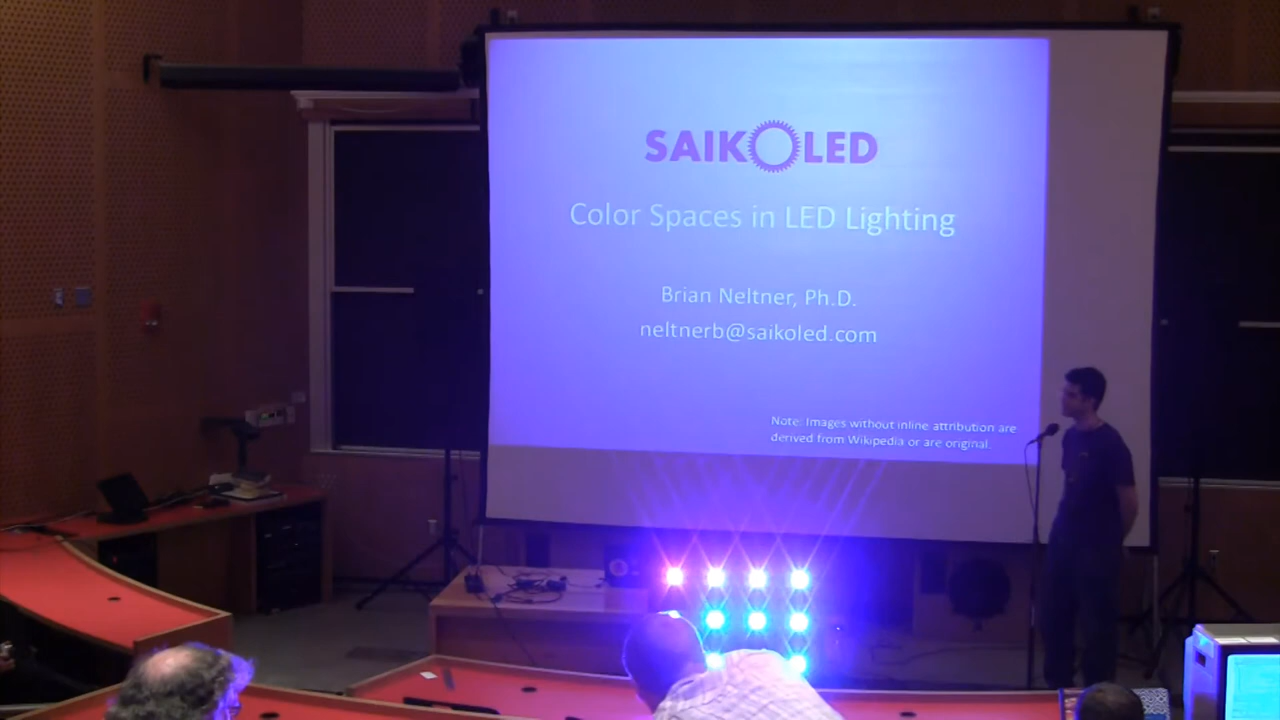 SAIKOLED
Color Spaces in LED Lighting
Brian Neltner, Ph.D.
neltnerb@saikoled.com
Note: Images without inline attribution are
derived from Wikipedia or are original.